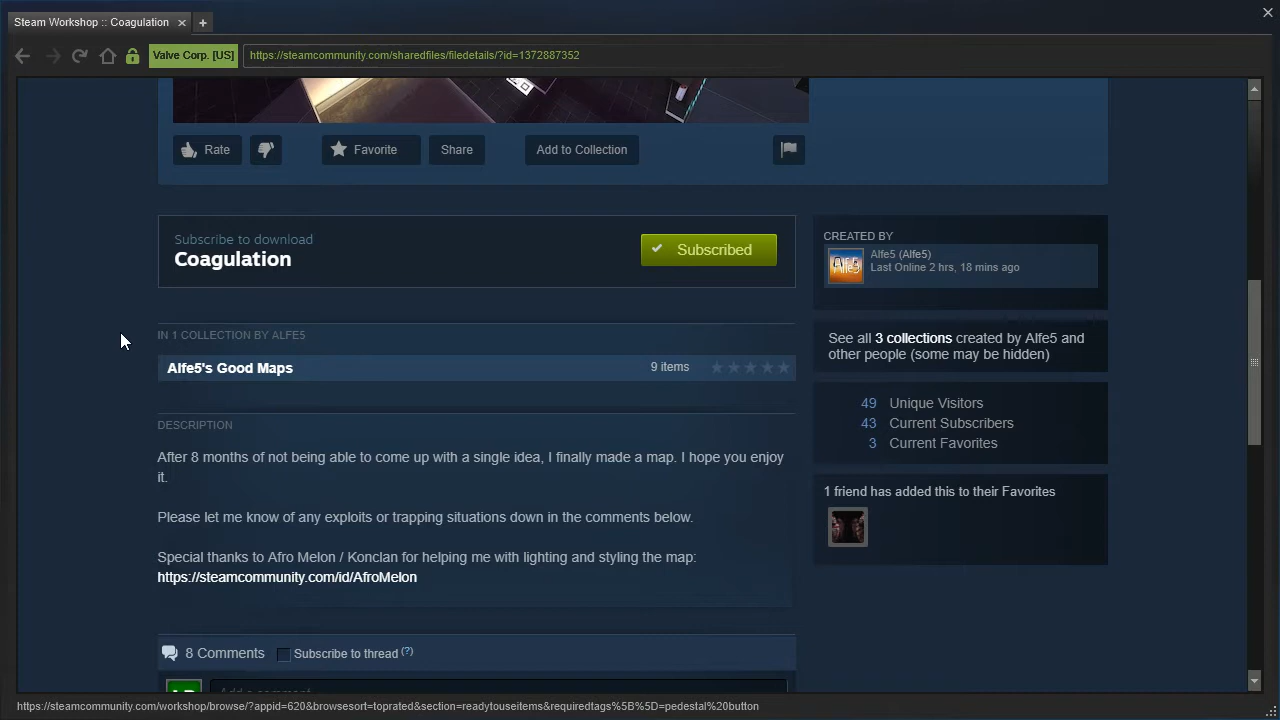 Steam Workshop :: Coagulation
Valve Corp. [US]
https://steamcommunity.com/sharedfiles/filedetails/?id=1372887352
Rate
Favorite
Share
Add to Collection
Subscribe to download
Coagulation
Subscribed
CREATED BY
Alfe5
Alfe5 (Alfe5)
Last Online 2 hrs, 18 mins ago
IN 1 COLLECTION BY ALFE5
Alfe5's Good Maps
9 items
See all 3 collections created by Alfe5 and
other people (some may be hidden)
49 Unique Visitors
43 Current Subscribers
3 Current Favorites
DESCRIPTION
After 8 months of not being able to come up with a single idea, I finally made a map. I hope you enjoy
it.
Please let me know of any exploits or trapping situations down in the comments below.
Special thanks to Afro Melon / Konclan for helping me with lighting and styling the map:
https://steamcommunity.com/id/AfroMelon
1 friend has added this to their Favorites
8 Comments
Subscribe to thread (?)
Add a comment
https://steamcommunity.com/workshop/browse/?appid=620&browsesort=toprated&section=readytouseitems&requiredtags%5B%5D=pedestal%20button